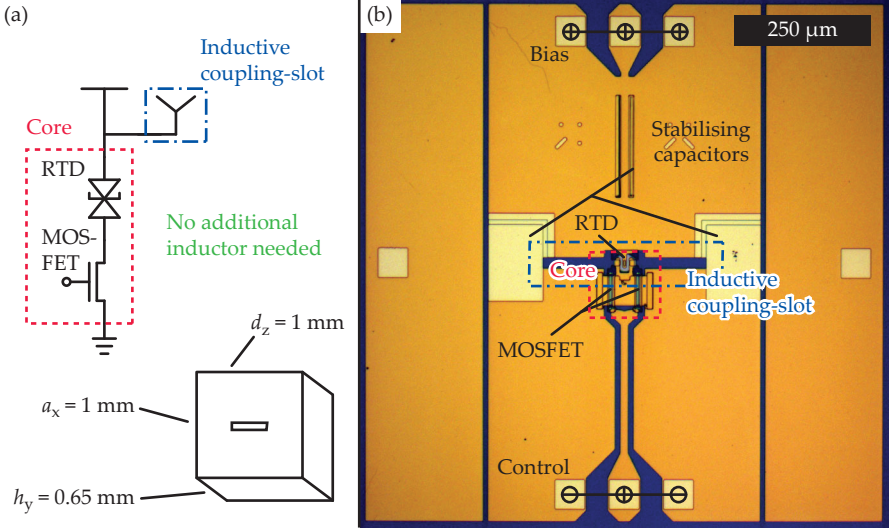 (a)
Inductive
coupling-slot
Core
RTD
MOS-
FET
No additional
inductor needed
d_z = 1 mm
a_x = 1 mm
h_y = 0.65 mm
(b)
250 µm
Bias
Stabilising
capacitors
RTD
Core
Inductive
coupling-slot
MOSFET
Control